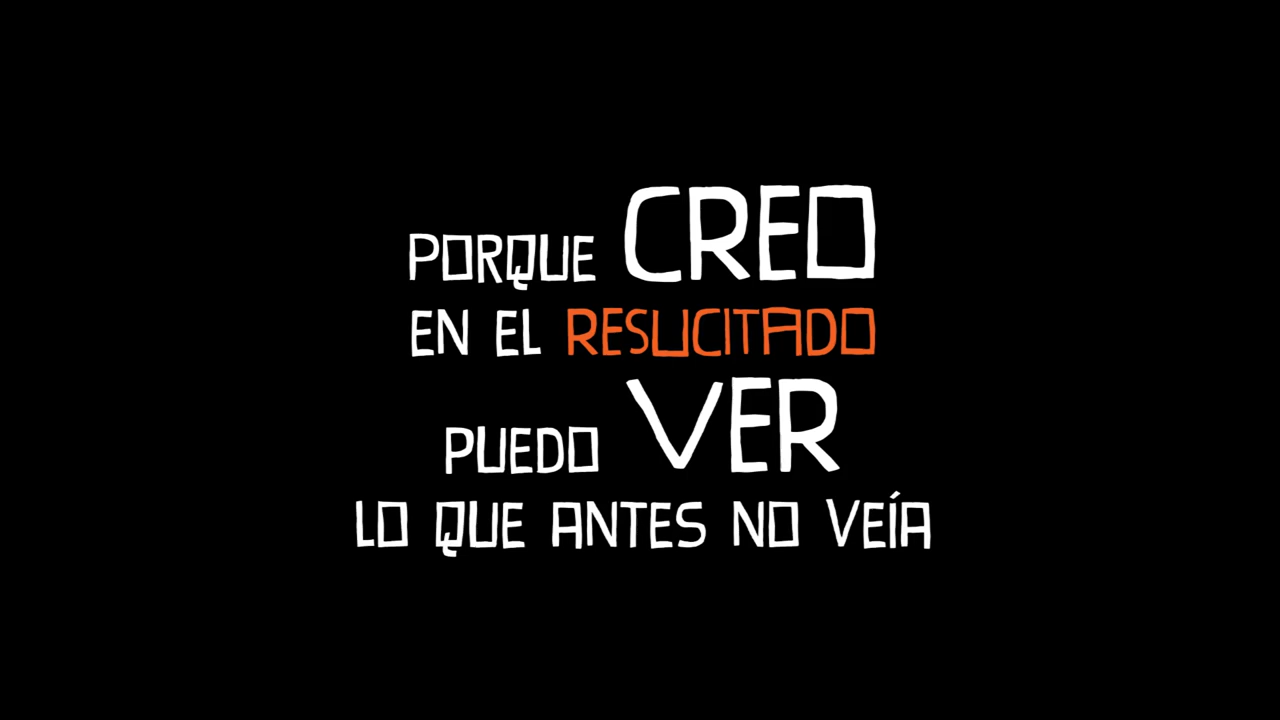 PORQUE CREO
EN EL RESUCITADO
PUEDO VER
LO QUE ANTES NO VEÍA